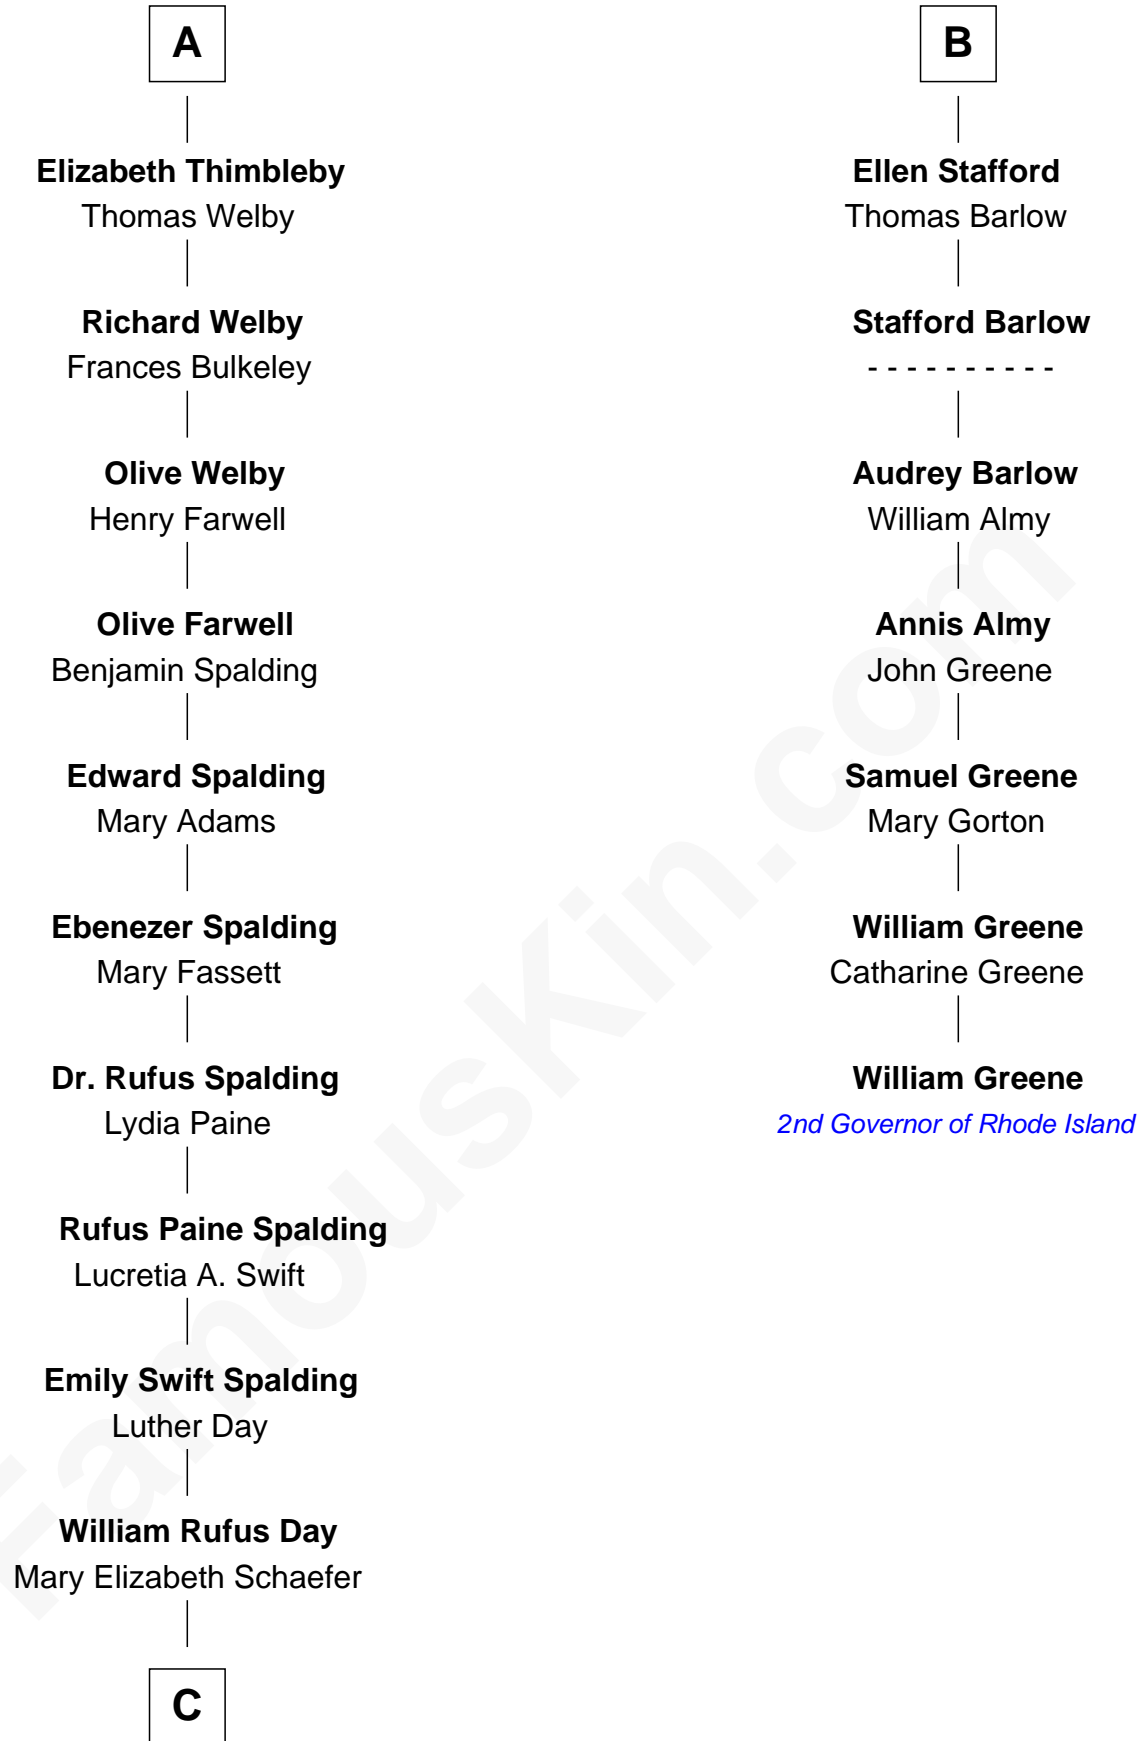 A
Elizabeth Thimbleby
Thomas Welby
Richard Welby
Frances Bulkeley
Olive Welby
Henry Farwell
Olive Farwell
Benjamin Spalding
Edward Spalding
Mary Adams
Ebenezer Spalding
Mary Fassett
Dr. Rufus Spalding
Lydia Paine
Rufus Paine Spalding
Lucretia A. Swift
Emily Swift Spalding
Luther Day
William Rufus Day
Mary Elizabeth Schaefer
C
B
Ellen Stafford
Thomas Barlow
Stafford Barlow
- - - - - - - - - -
Audrey Barlow
William Almy
Annis Almy
John Greene
Samuel Greene
Mary Gorton
William Greene
Catharine Greene
William Greene
2nd Governor of Rhode Island
FamousKin.com